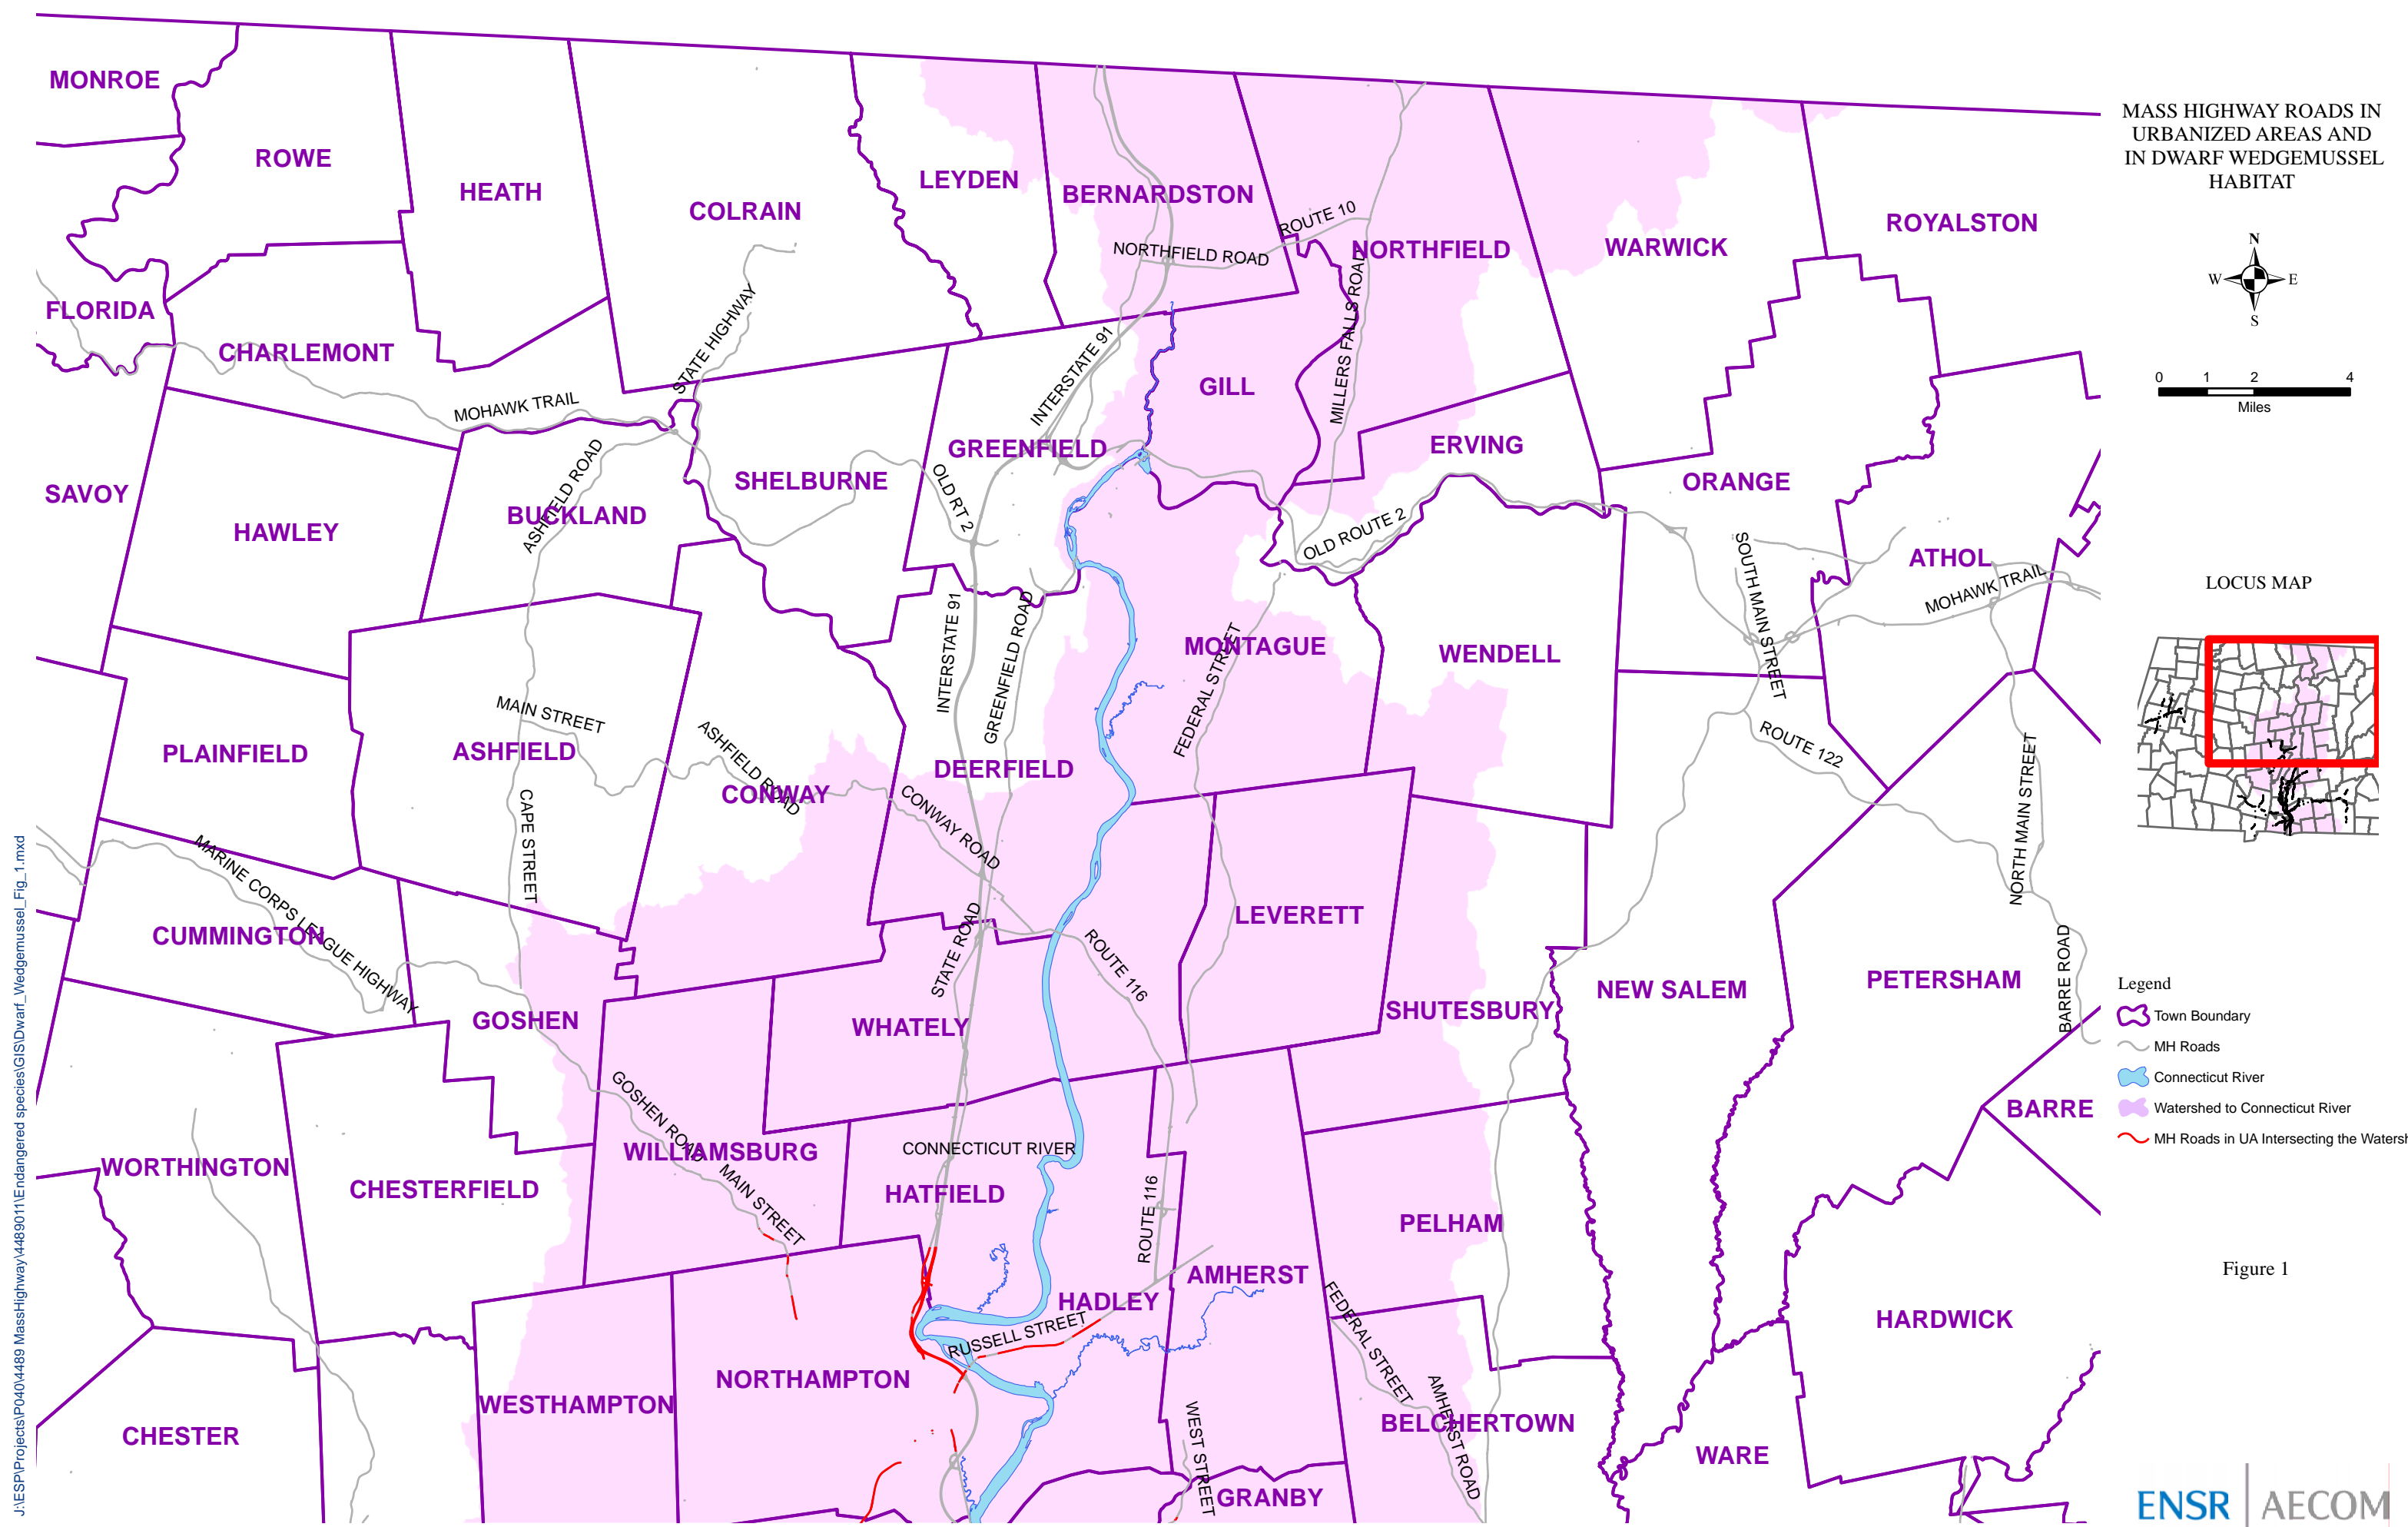 MONROE
ROWE
HEATH
COLRAIN
LEYDEN
BERNARDSTON
NORTHFIELD
WARWICK
ROYALSTON
ROUTE 10
NORTHFIELD ROAD
FLORIDA
CHARLEMONT
STATE HIGHWAY
MOHAWK TRAIL
INTERSTATE 91
GILL
MILLERS FALLS ROAD
GREENFIELD
ERVING
ORANGE
SAVOY
HAWLEY
ASHFIELD ROAD
BUCKLAND
SHELBURNE
OLD RT 2
OLD ROUTE 2
SOUTH MAIN STREET
ATHOL
MOHAWK TRAIL
INTERSTATE 91
GREENFIELD ROAD
MONTAGUE
FEDERAL STREET
WENDELL
MAIN STREET
ASHFIELD ROAD
PLAINFIELD
ASHFIELD
CONWAY
DEERFIELD
ROUTE 122
NORTH MAIN STREET
CAPE STREET
CONWAY ROAD
MARINE CORPS LEAGUE HIGHWAY
CUMMINGTON
LEVERETT
STATE ROAD
ROUTE 116
BARRE ROAD
PETERSHAM
NEW SALEM
SHUTESBURY
GOSHEN
WHATELY
GOSHEN ROAD
BARRE
WORTHINGTON
CHESTERFIELD
WILLIAMSBURG
MAIN STREET
CONNECTICUT RIVER
HATFIELD
ROUTE 116
PELHAM
AMHERST
HADLEY
RUSSELL STREET
FEDERAL STREET
HARDWICK
NORTHAMPTON
WESTHAMPTON
CHESTER
WEST STREET
AMHERST ROAD
BELCHERTOWN
WARE
GRANBY
MASS HIGHWAY ROADS IN
URBANIZED AREAS AND
IN DWARF WEDGEMUSSEL
HABITAT
N
W
E
S
0 1 2 4
Miles
LOCUS MAP
Legend
Town Boundary
MH Roads
Connecticut River
Watershed to Connecticut River
MH Roads in UA Intersecting the Watersh
Figure 1
ENSR | AECOM
J:\ESP\Projects\P040\4489 MassHighway\4489011\Endangered species\GIS\Dwarf_Wedgemussel_Fig_1.mxd